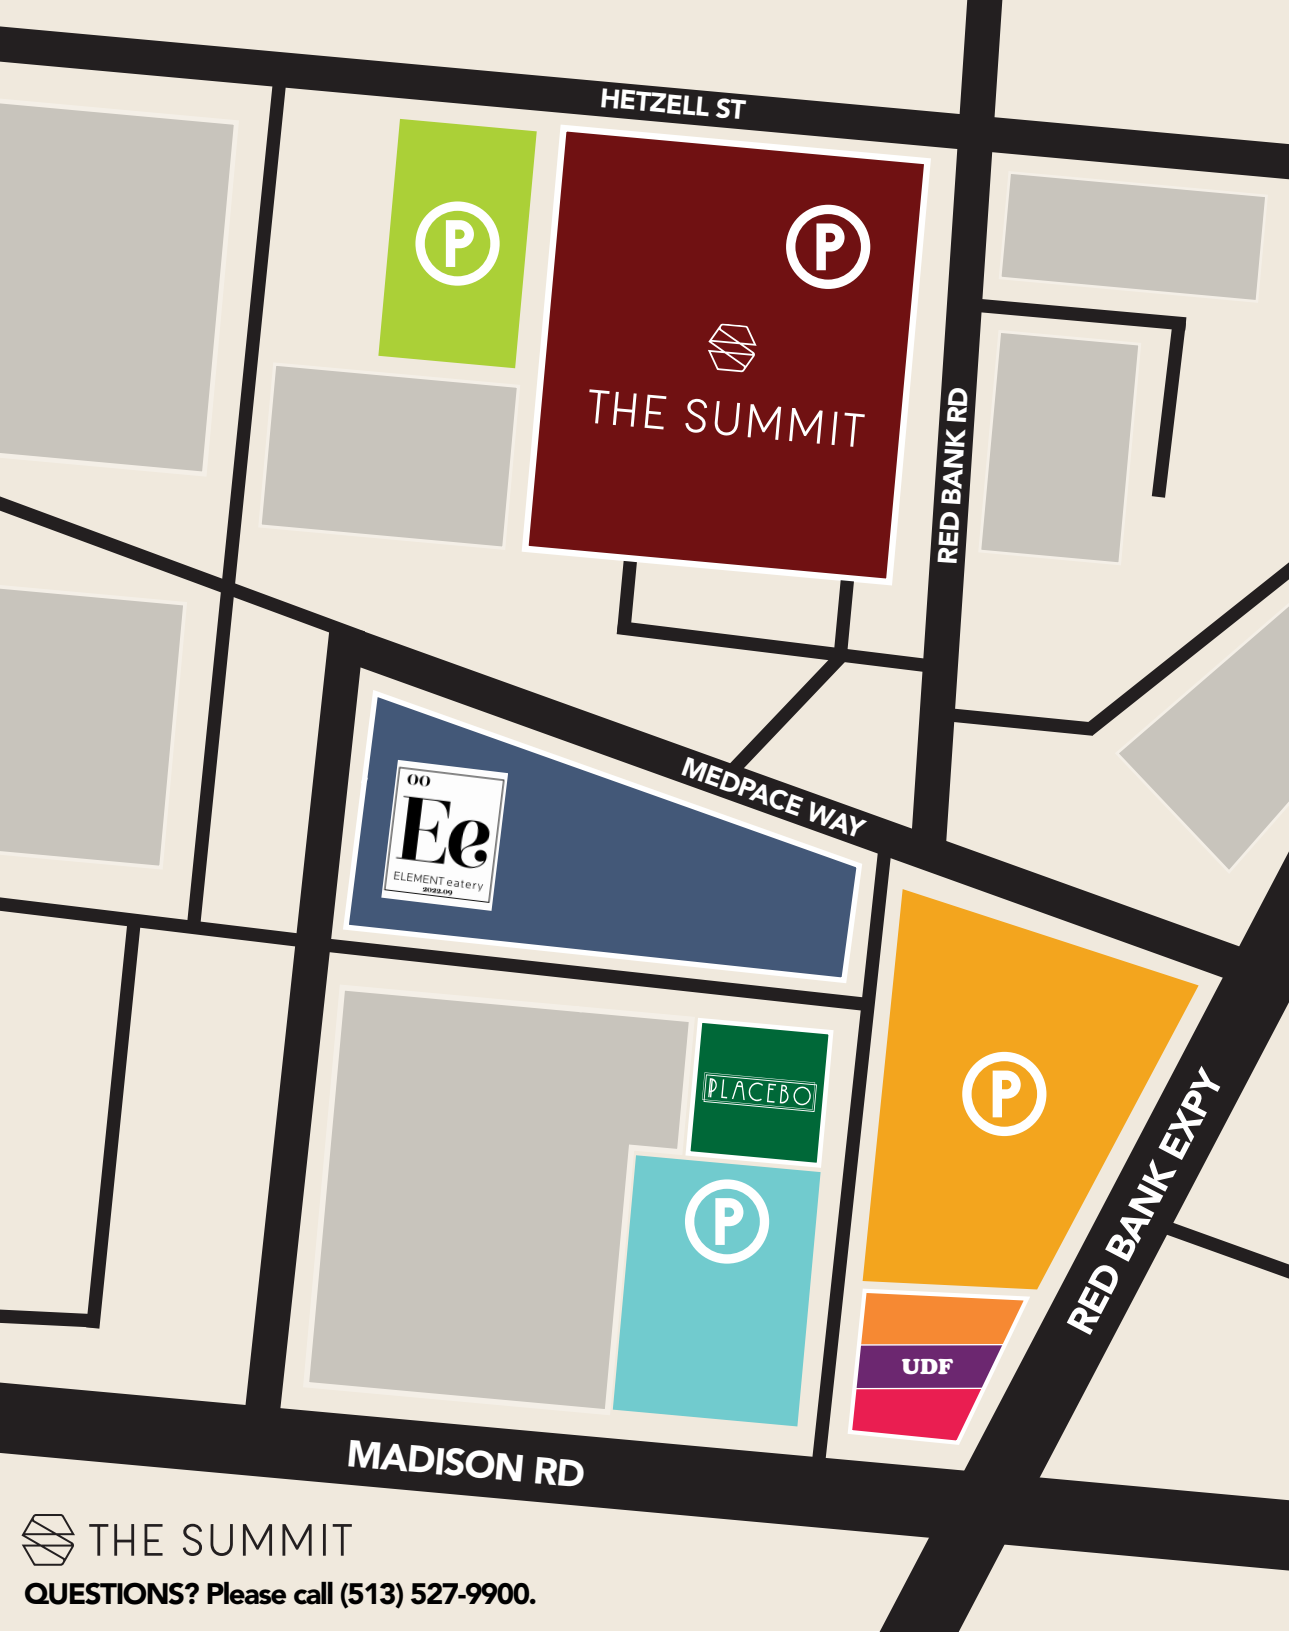 HETZELL ST
P
P
THE SUMMIT
RED BANK RD
MEDPACE WAY
00
Ee
ELEMENT eatery
2022.09
P
PLACEBO
RED BANK EXPY
P
UDF
MADISON RD
THE SUMMIT
QUESTIONS? Please call (513) 527-9900.